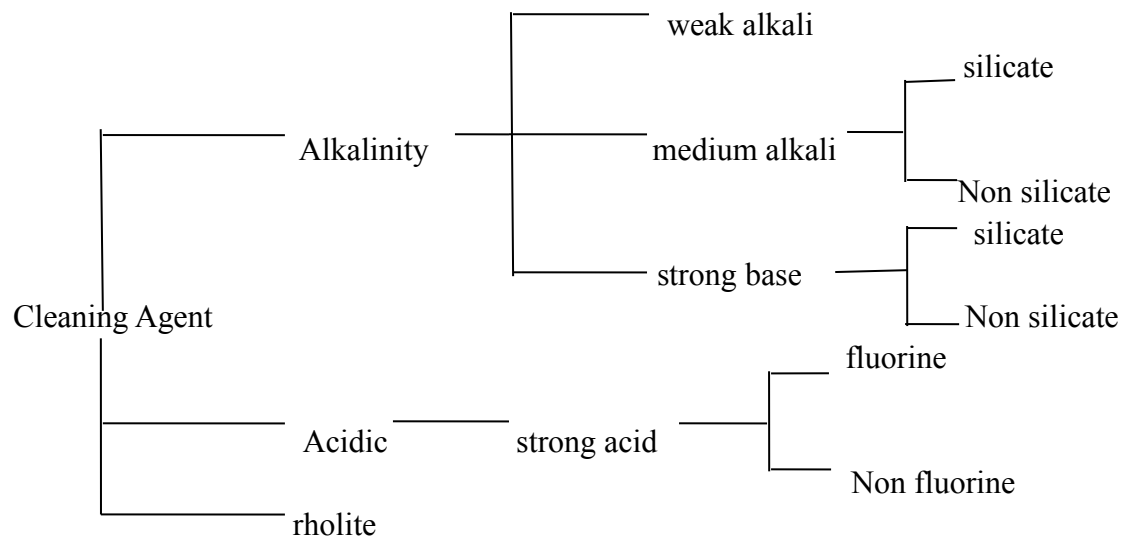 weak alkali
silicate
Alkalinity
medium alkali
Non silicate
silicate
strong base
Cleaning Agent
Non silicate
fluorine
Acidic
strong acid
Non fluorine
rholite